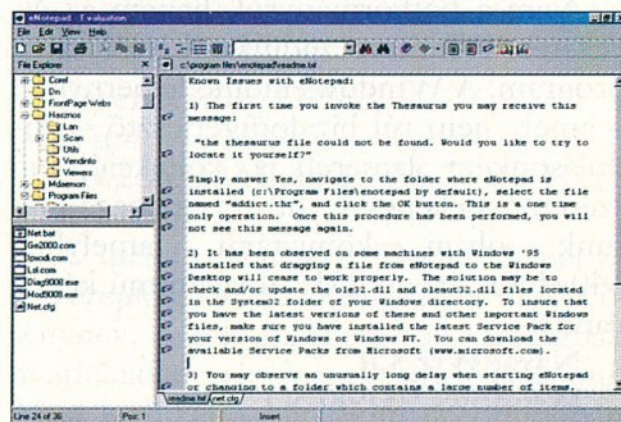 eNotepad - Evaluation
File Edit View Help
File Explorer
c:\program files\enotepad\readme.txt
Corel
Dn
FrontPage Webs
Hasznos
Lan
Scan
Utils
Vendinfo
Viewers
Mdaemon
Program Files
Net.bat
Ne2000.com
Ipxodi.com
Lsl.com
Diag9008.exe
Mod9008.exe
Net.cfg
Known Issues with eNotepad:
1) The first time you invoke the Thesaurus you may receive this
message:
"the thesaurus file could not be found. Would you like to try to
locate it yourself?"
Simply answer Yes, navigate to the folder where eNotepad is
installed (c:\Program Files\enotepad by default), select the file
named "addict.thr", and click the OK button. This is a one time
only operation. Once this procedure has been performed, you will
not see this message again.
2) It has been observed on some machines with Windows '95
installed that dragging a file from eNotepad to the Windows
Desktop will cease to work properly. The solution may be to
check and/or update the ole32.dll and oleaut32.dll files located
in the System32 folder of your Windows directory. To insure that
you have the latest versions of these and other important Windows
files, make sure you have installed the latest Service Pack for
your version of Windows or Windows NT. You can download the
available Service Packs from Microsoft (www.microsoft.com).
3) You may observe an unusually long delay when starting eNotepad
or changing to a folder which contains a large number of items.
readme.txt net.cfg
Line 24 of 36 Pos: 1 Insert